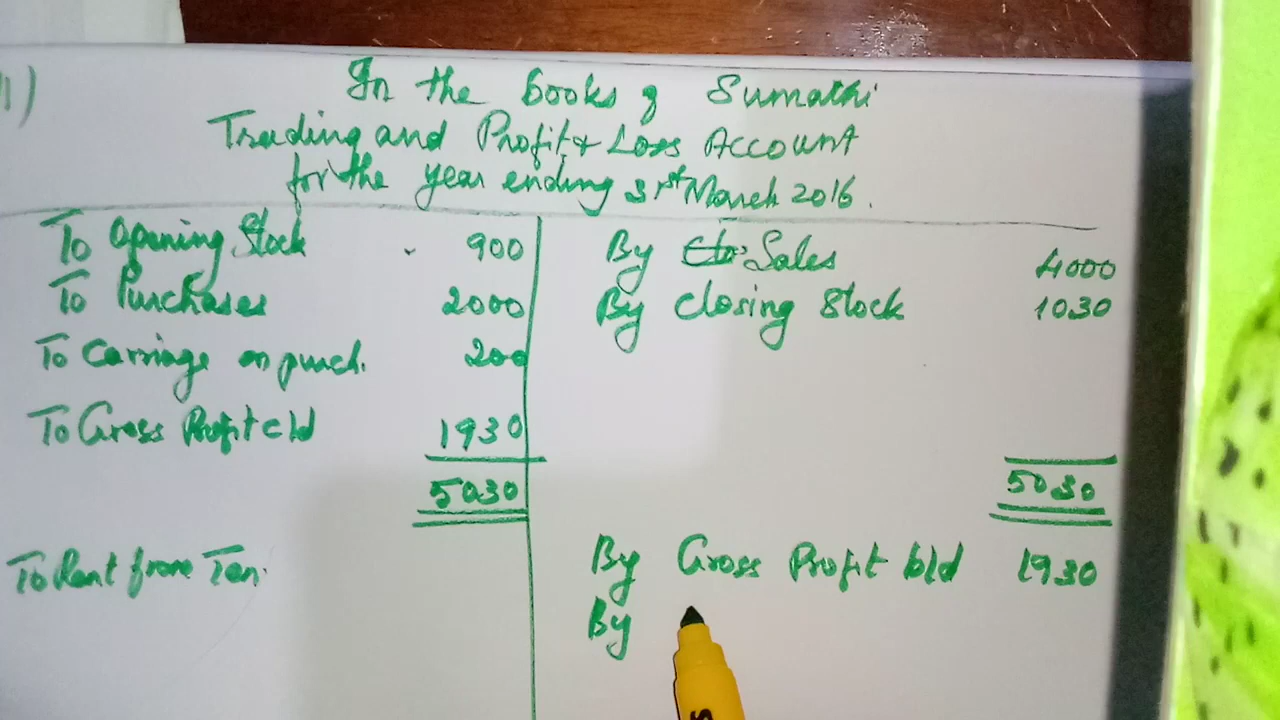 11)
In the books of Sumathi
Trading and Profit & Loss Account
for the year ending 31st March 2016.
To Opening Stock 900 By Clo. Sales 4000
To Purchases 2000 By Closing Stock 1030
To Carriage on purch. 200
To Gross Profit c/d 1930
5030 5030
To Rent from Ten. By Gross Profit b/d 1930
By